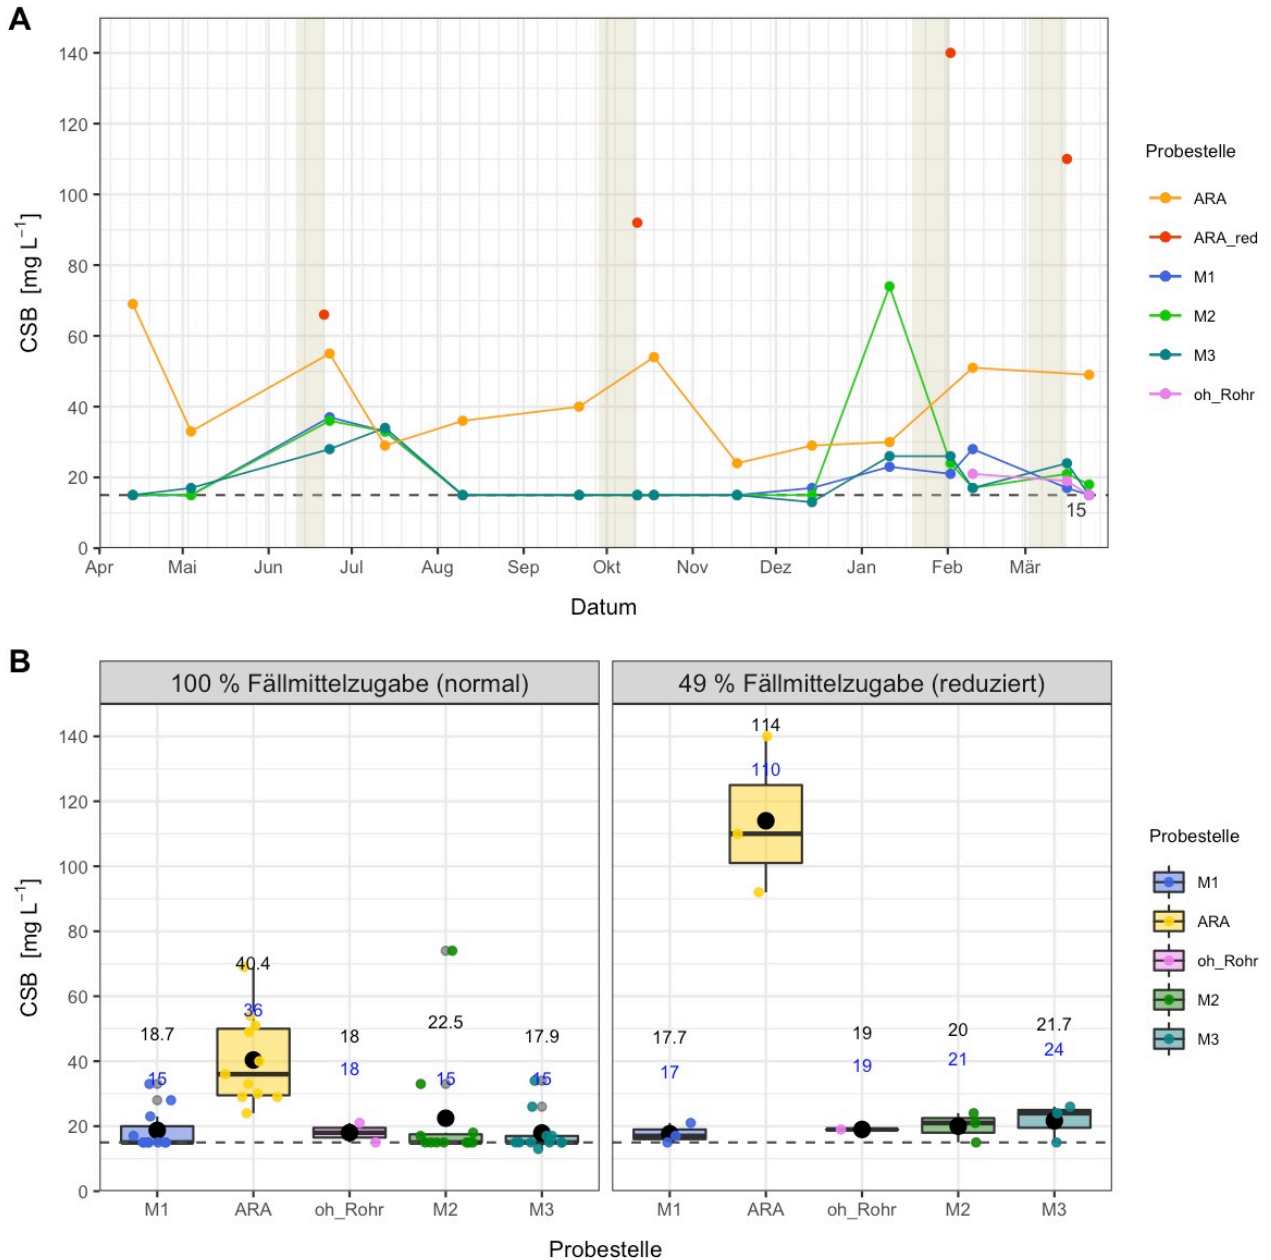 A
CSB [mg L⁻¹]
140
120
100
80
60
40
20
0
15
Apr Mai Jun Jul Aug Sep Okt Nov Dez Jan Feb Mär
Datum
Probestelle
ARA
ARA_red
M1
M2
M3
oh_Rohr
B
100 % Fällmittelzugabe (normal)
49 % Fällmittelzugabe (reduziert)
CSB [mg L⁻¹]
140
120
100
80
60
40
20
0
18.7 40.4 18 22.5 17.9
15 36 18 15 15
17.7 114 19 20 21.7
17 110 19 21 24
M1 ARA oh_Rohr M2 M3
M1 ARA oh_Rohr M2 M3
Probestelle
Probestelle
M1
ARA
oh_Rohr
M2
M3